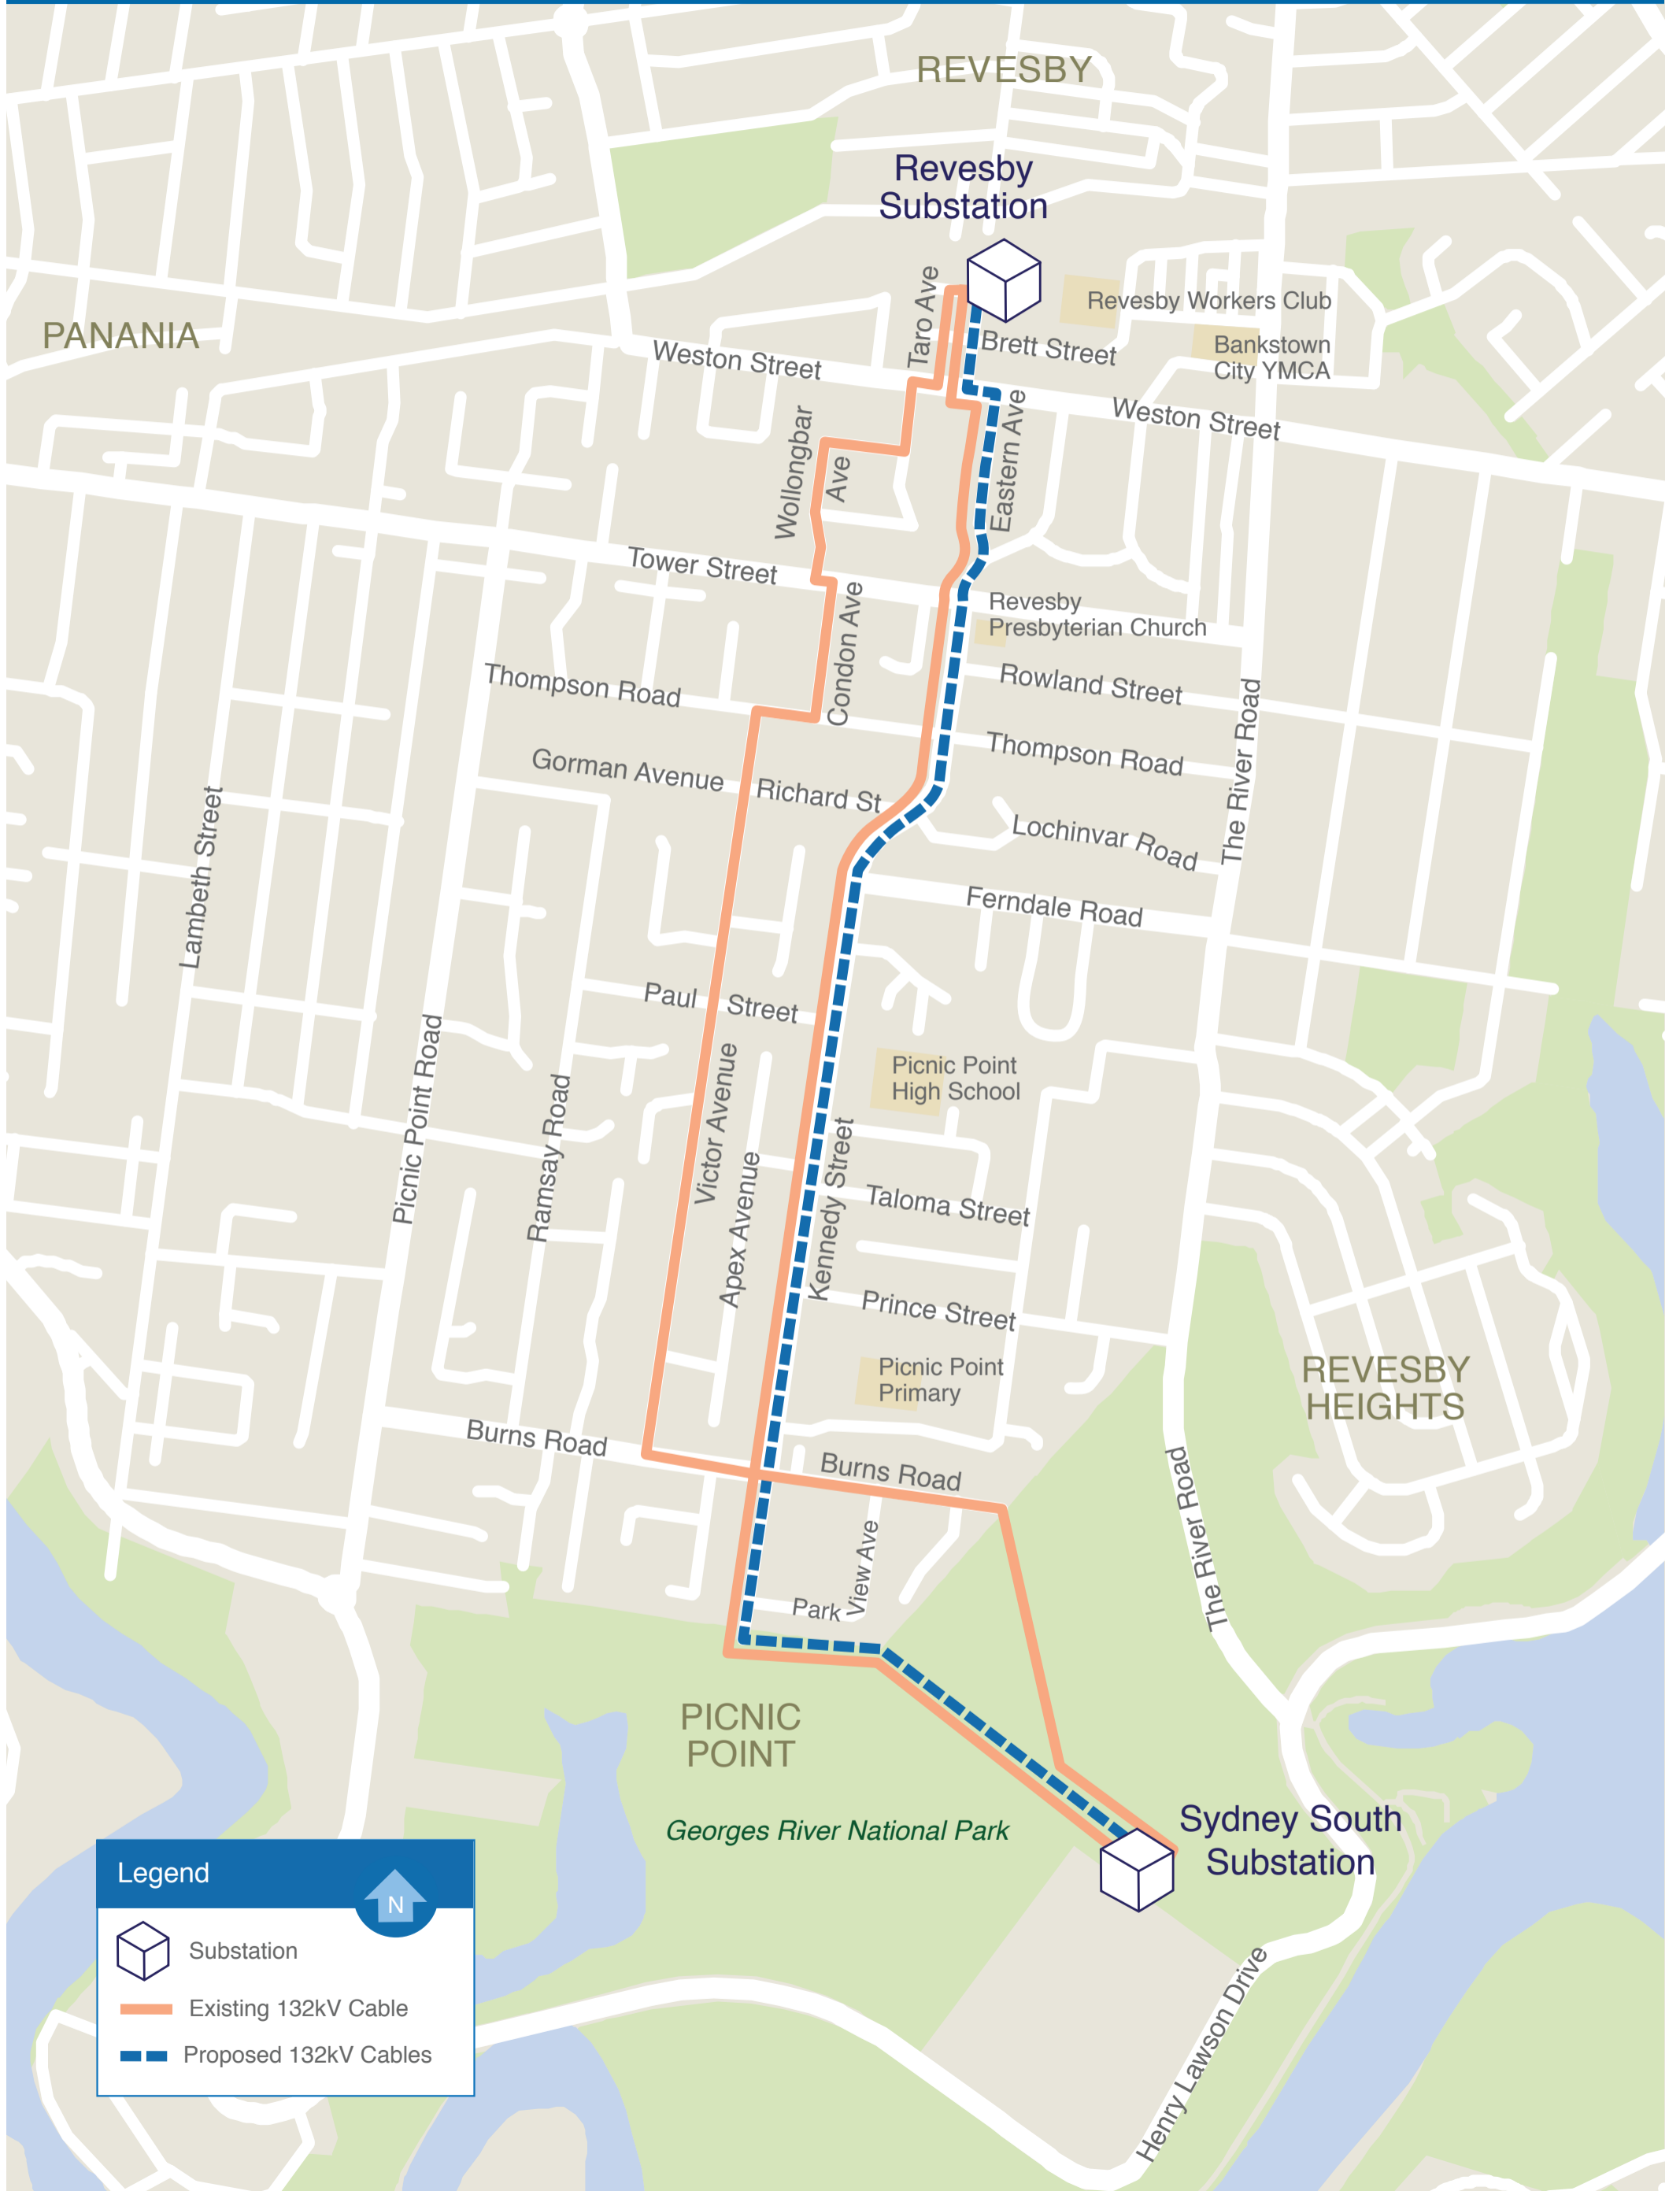 REVESBY
Revesby
Substation
PANANIA
Taro Ave
Revesby Workers Club
Brett Street
Bankstown
City YMCA
Weston Street
Weston Street
Eastern Ave
Wollongbar
Ave
Tower Street
Condon Ave
Revesby
Presbyterian Church
Rowland Street
Thompson Road
Thompson Road
The River Road
Gorman Avenue
Richard St
Lochinvar Road
Lambeth Street
Ferndale Road
Paul Street
Picnic Point Road
Ramsay Road
Victor Avenue
Apex Avenue
Picnic Point
High School
Kennedy Street
Taloma Street
Prince Street
Picnic Point
Primary
REVESBY
HEIGHTS
Burns Road
Burns Road
The River Road
View Ave
Park
PICNIC
POINT
Georges River National Park
Sydney South
Substation
Henry Lawson Drive
Legend
N
Substation
Existing 132kV Cable
Proposed 132kV Cables